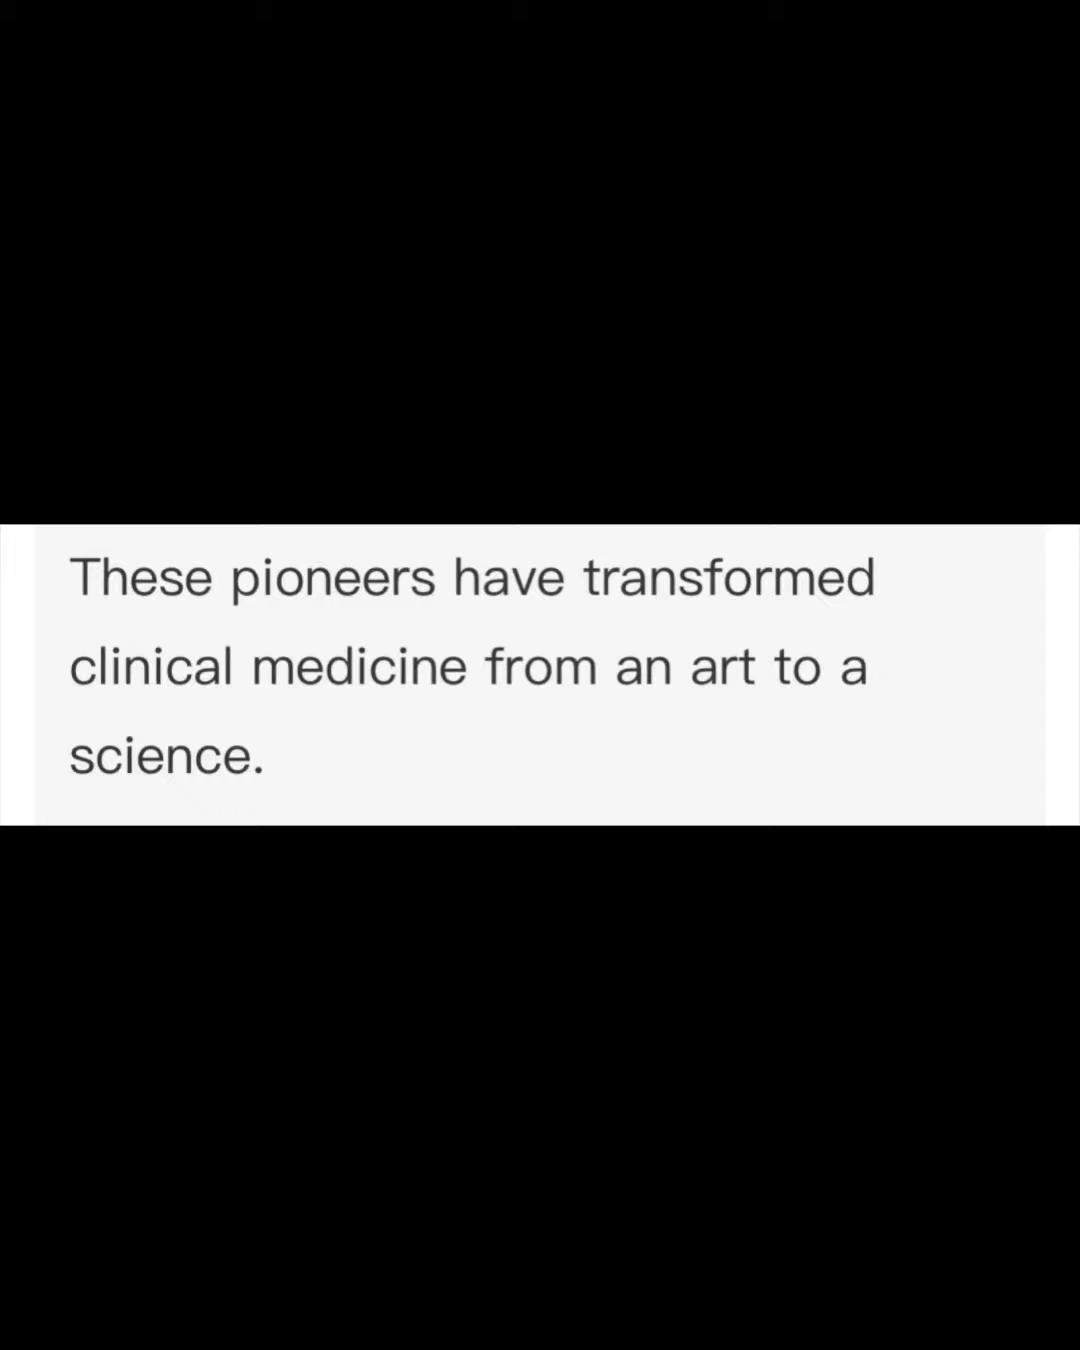 These pioneers have transformed
clinical medicine from an art to a
science.